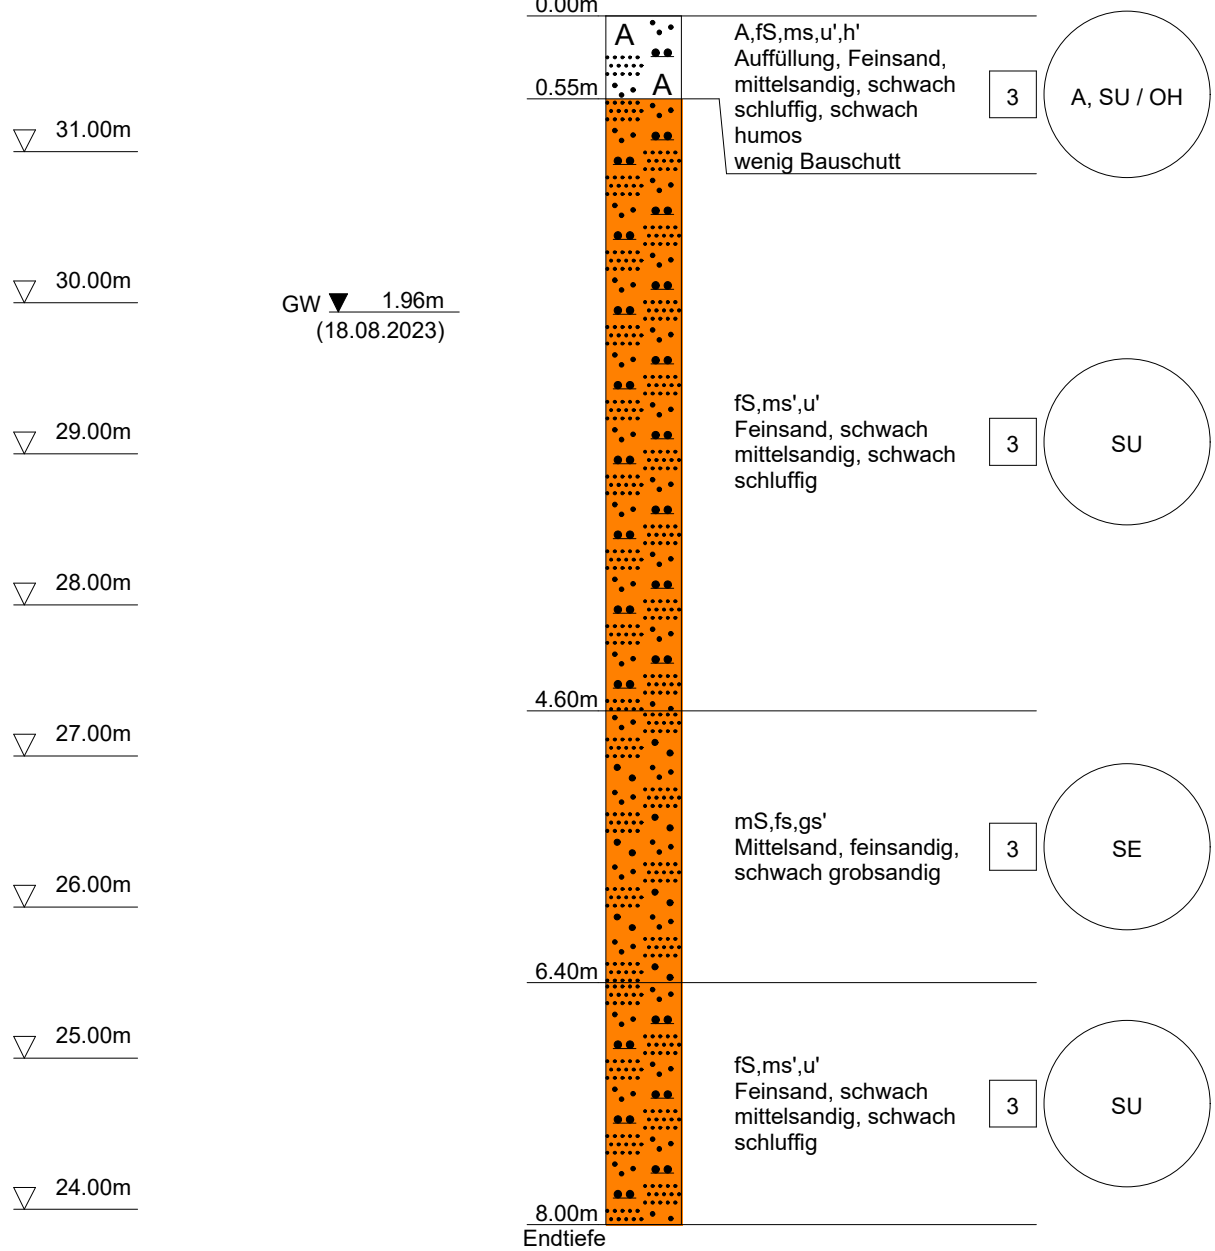 0.00m
A
A
0.55m
A,fS,ms,u',h'
Auffüllung, Feinsand,
mittelsandig, schwach
schluffig, schwach
humos
wenig Bauschutt
3
A, SU / OH
31.00m
30.00m
GW 1.96m
(18.08.2023)
29.00m
fS,ms',u'
Feinsand, schwach
mittelsandig, schwach
schluffig
3
SU
28.00m
4.60m
27.00m
mS,fs,gs'
Mittelsand, feinsandig,
schwach grobsandig
3
SE
26.00m
6.40m
25.00m
fS,ms',u'
Feinsand, schwach
mittelsandig, schwach
schluffig
3
SU
24.00m
8.00m
Endtiefe